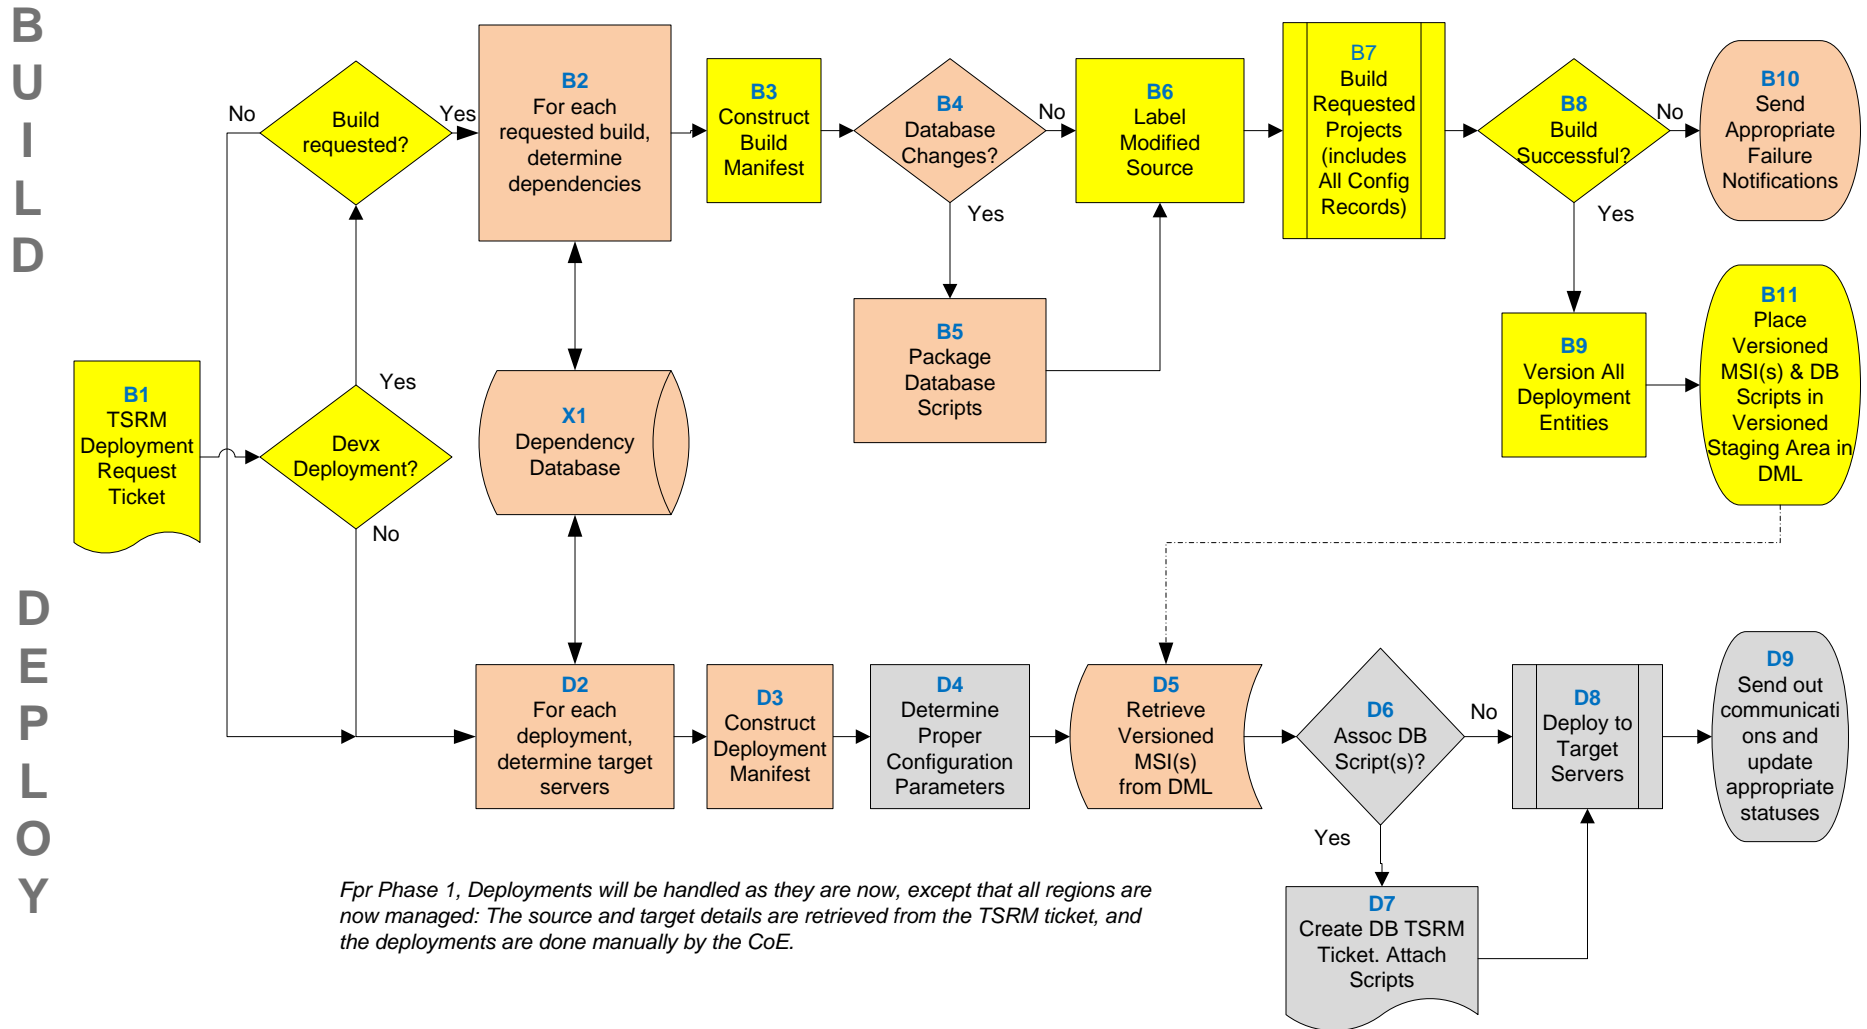 BUILD
No
Build
requested?
Yes
B2
For each
requested build,
determine
dependencies
B3
Construct
Build
Manifest
B4
Database
Changes?
No
Yes
B6
Label
Modified
Source
B7
Build
Requested
Projects
(includes
All Config
Records)
B8
Build
Successful?
No
Yes
B10
Send
Appropriate
Failure
Notifications
B1
TSRM
Deployment
Request
Ticket
Yes
Devx
Deployment?
No
X1
Dependency
Database
B5
Package
Database
Scripts
B9
Version All
Deployment
Entities
B11
Place
Versioned
MSI(s) & DB
Scripts in
Versioned
Staging Area in
DML
DEPLOY
D2
For each
deployment,
determine target
servers
D3
Construct
Deployment
Manifest
D4
Determine
Proper
Configuration
Parameters
D5
Retrieve
Versioned
MSI(s)
from DML
D6
Assoc DB
Script(s)?
No
Yes
D8
Deploy to
Target
Servers
D9
Send out
communicati
ons and
update
appropriate
statuses
D7
Create DB TSRM
Ticket. Attach
Scripts
Fpr Phase 1, Deployments will be handled as they are now, except that all regions are
now managed: The source and target details are retrieved from the TSRM ticket, and
the deployments are done manually by the CoE.